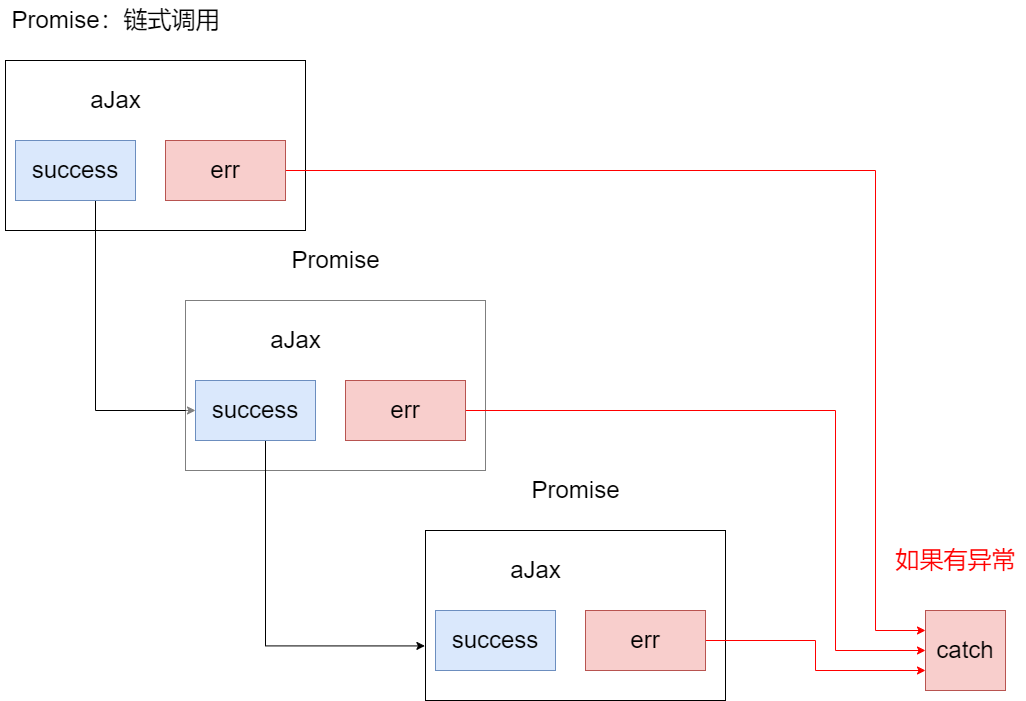 Promise：链式调用
aJax
success
err
Promise
aJax
success
err
Promise
aJax
success
err
如果有异常
catch